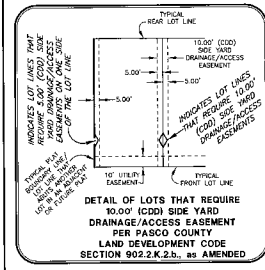 TYPICAL
REAR LOT LINE
10.00' (CDD)
SIDE YARD
DRAINAGE/ACCESS
EASEMENT
5.00'
5.00'
5.00'
INDICATES LOT LINES THAT
REQUIRE 5.00' (CDD) SIDE
YARD DRAINAGE/ACCESS
EASEMENT ON ONE SIDE
OF THE LOT LINE
INDICATES LOT LINES
THAT REQUIRE 10.00'
(CDD) SIDE YARD
DRAINAGE/ACCESS
EASEMENTS
TYPICAL PLAT
BOUNDARY LINE/
LOT LINE THAT
ABUTS ANOTHER
LOT IN AN ADJACENT
OR FUTURE PLAT
10' UTILITY
EASEMENT
TYPICAL
FRONT LOT LINE
DETAIL OF LOTS THAT REQUIRE
10.00' (CDD) SIDE YARD
DRAINAGE/ACCESS EASEMENT
PER PASCO COUNTY
LAND DEVELOPMENT CODE
SECTION 902.2.K.2.b., as AMENDED